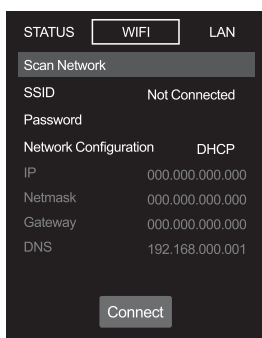 STATUS WIFI LAN
Scan Network
SSID Not Connected
Password
Network Configuration DHCP
IP 000.000.000.000
Netmask 000.000.000.000
Gateway 000.000.000.000
DNS 192.168.000.001
Connect